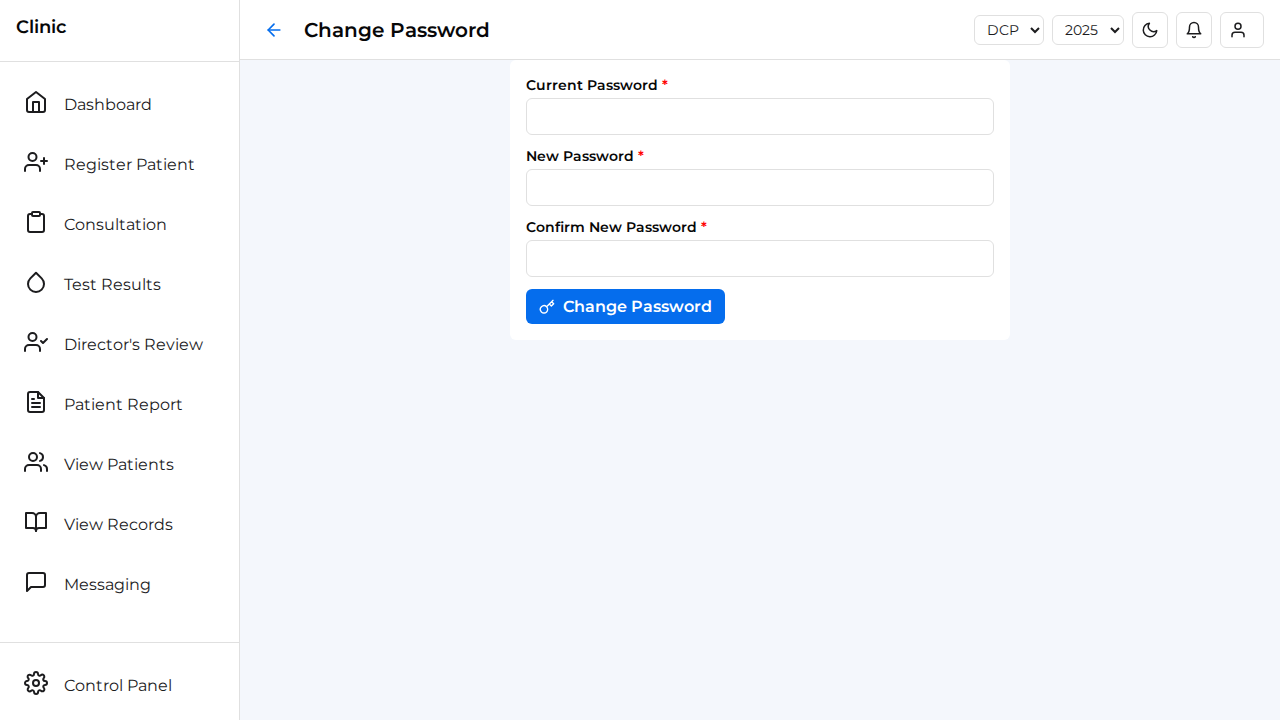 Clinic
Dashboard
Register Patient
Consultation
Test Results
Director's Review
Patient Report
View Patients
View Records
Messaging
Control Panel
Change Password
DCP
2025
Current Password *
New Password *
Confirm New Password *
Change Password